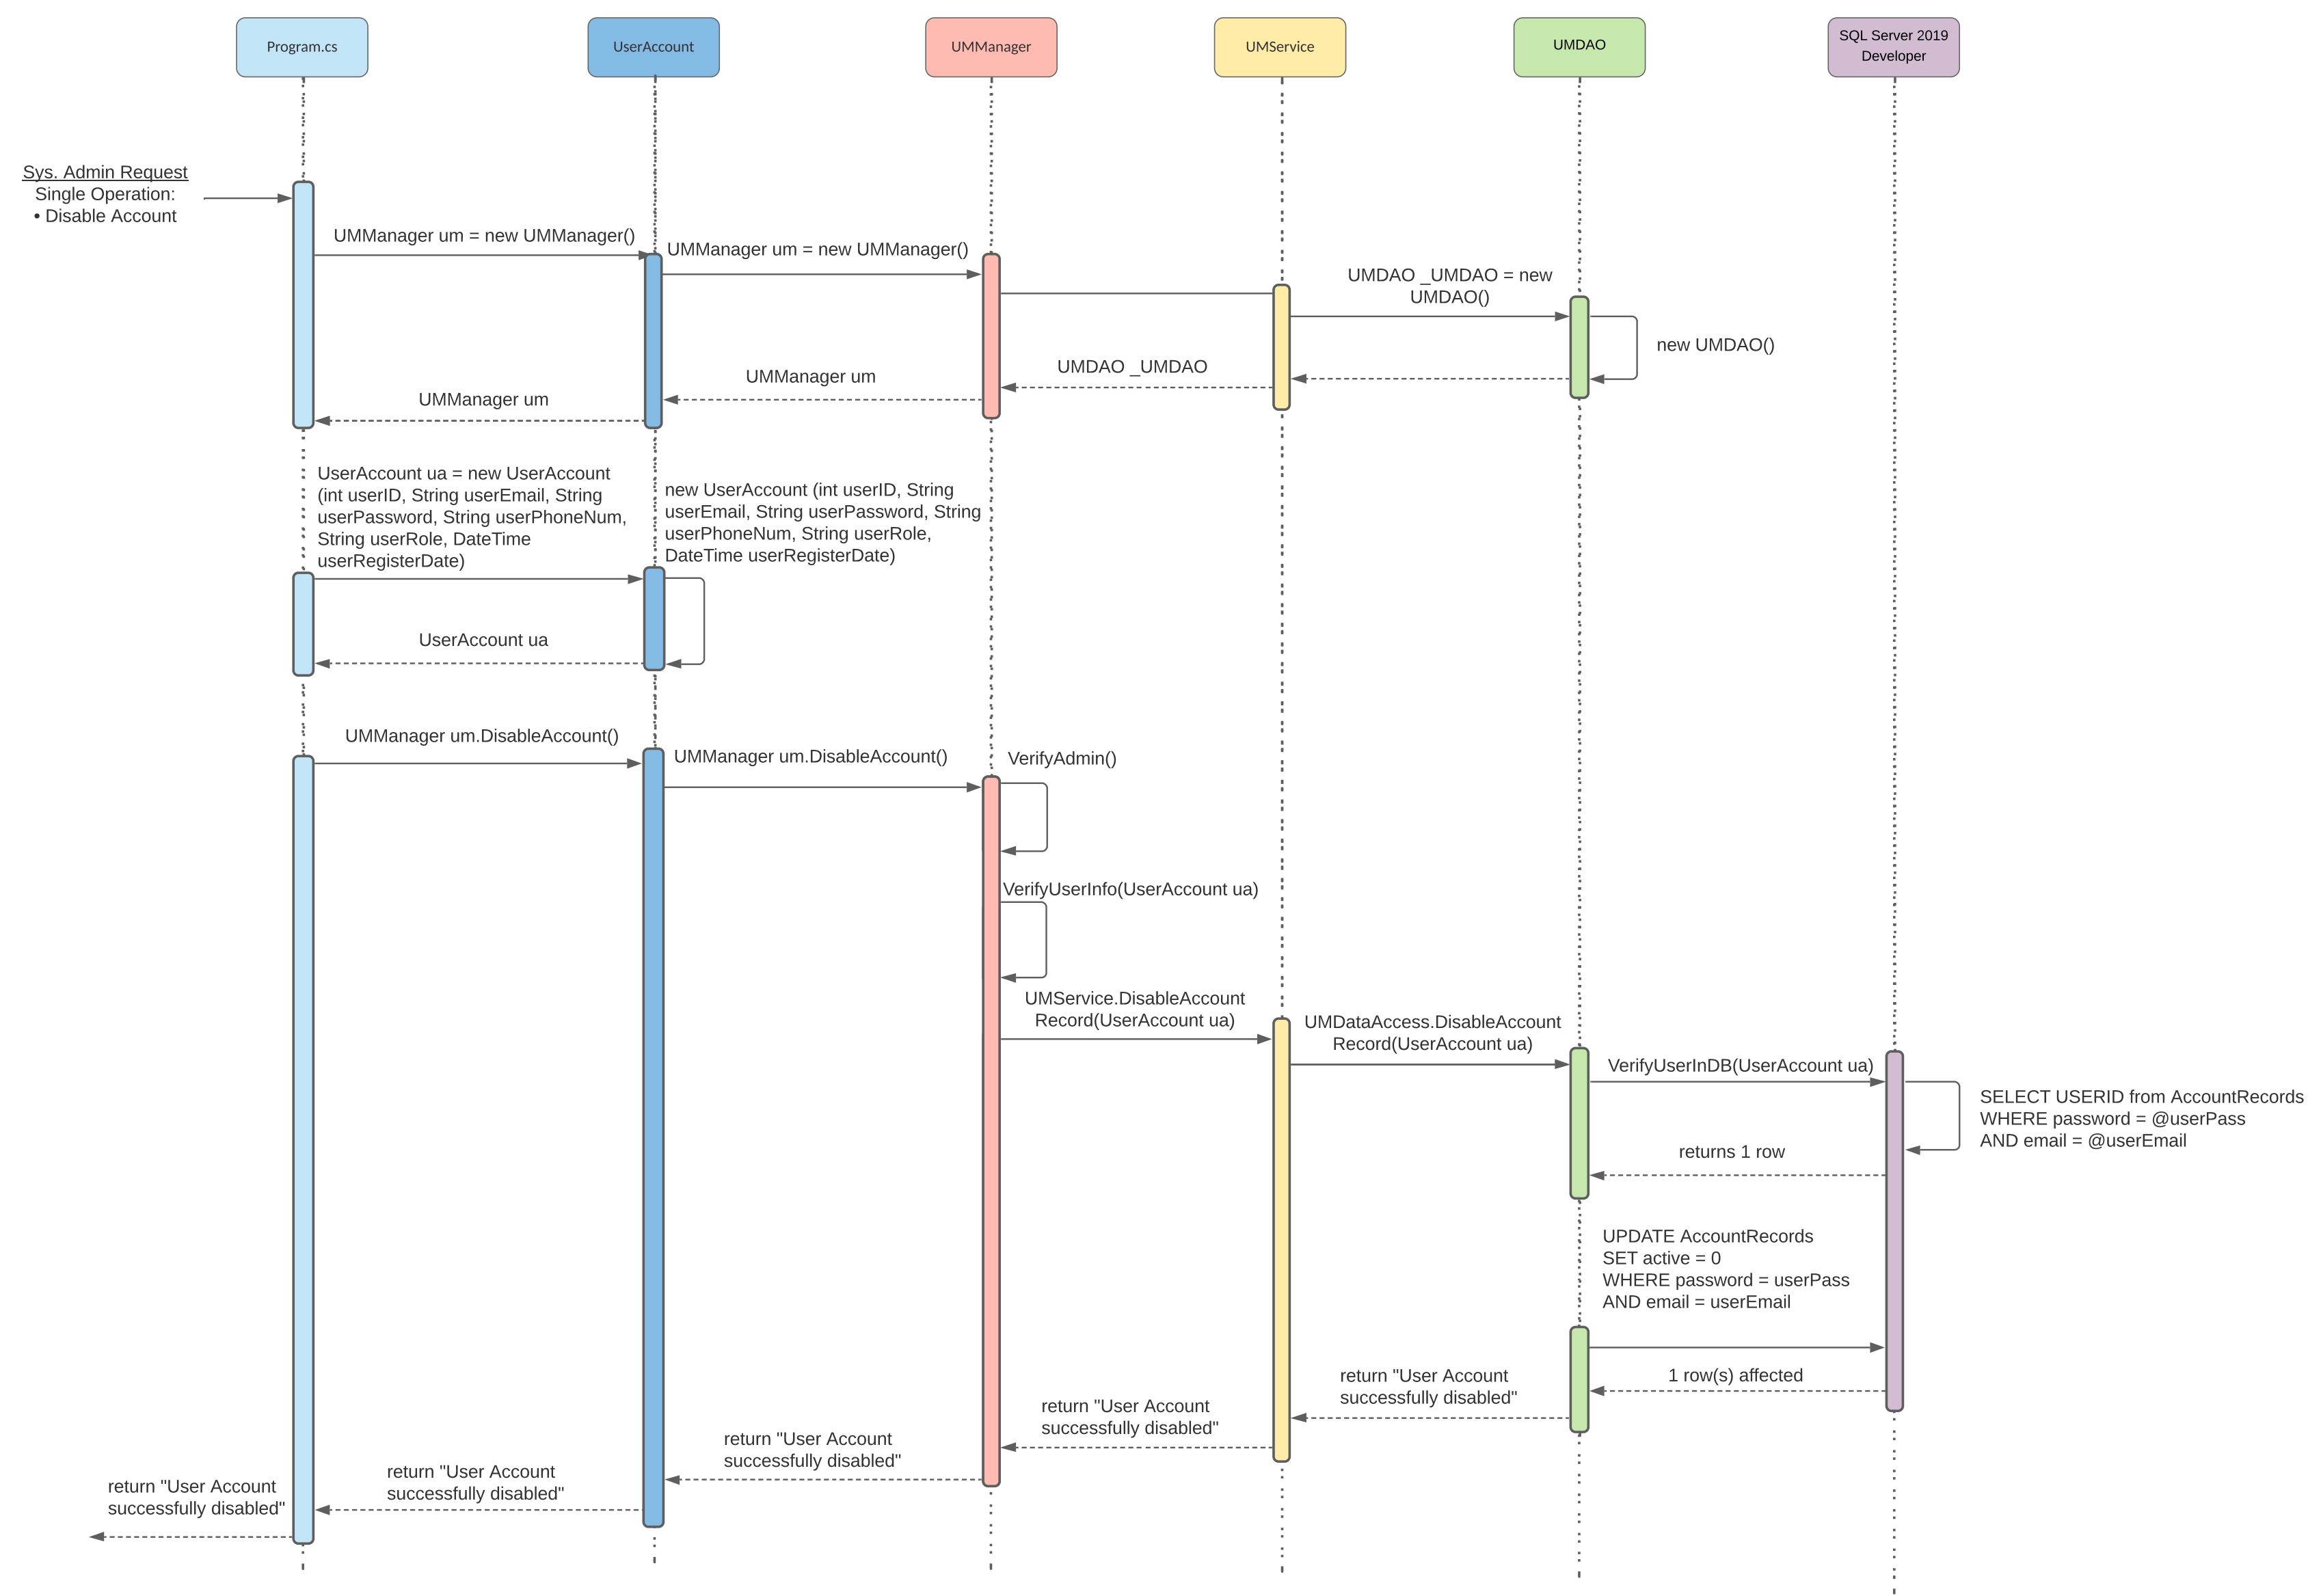 Program.cs
UserAccount
UMManager
UMService
UMDAO
SQL Server 2019
Developer
Sys. Admin Request
Single Operation:
• Disable Account
UMManager um = new UMManager()
UMManager um = new UMManager()
UMDAO _UMDAO = new
UMDAO()
new UMDAO()
UMDAO _UMDAO
UMManager um
UMManager um
UserAccount ua = new UserAccount
(int userID, String userEmail, String
userPassword, String userPhoneNum,
String userRole, DateTime
userRegisterDate)
new UserAccount (int userID, String
userEmail, String userPassword, String
userPhoneNum, String userRole,
DateTime userRegisterDate)
UserAccount ua
UMManager um.DisableAccount()
UMManager um.DisableAccount()
VerifyAdmin()
VerifyUserInfo(UserAccount ua)
UMService.DisableAccount
Record(UserAccount ua)
UMDataAccess.DisableAccount
Record(UserAccount ua)
VerifyUserInDB(UserAccount ua)
SELECT USERID from AccountRecords
WHERE password = @userPass
AND email = @userEmail
returns 1 row
UPDATE AccountRecords
SET active = 0
WHERE password = userPass
AND email = userEmail
1 row(s) affected
return "User Account
successfully disabled"
return "User Account
successfully disabled"
return "User Account
successfully disabled"
return "User Account
successfully disabled"
return "User Account
successfully disabled"